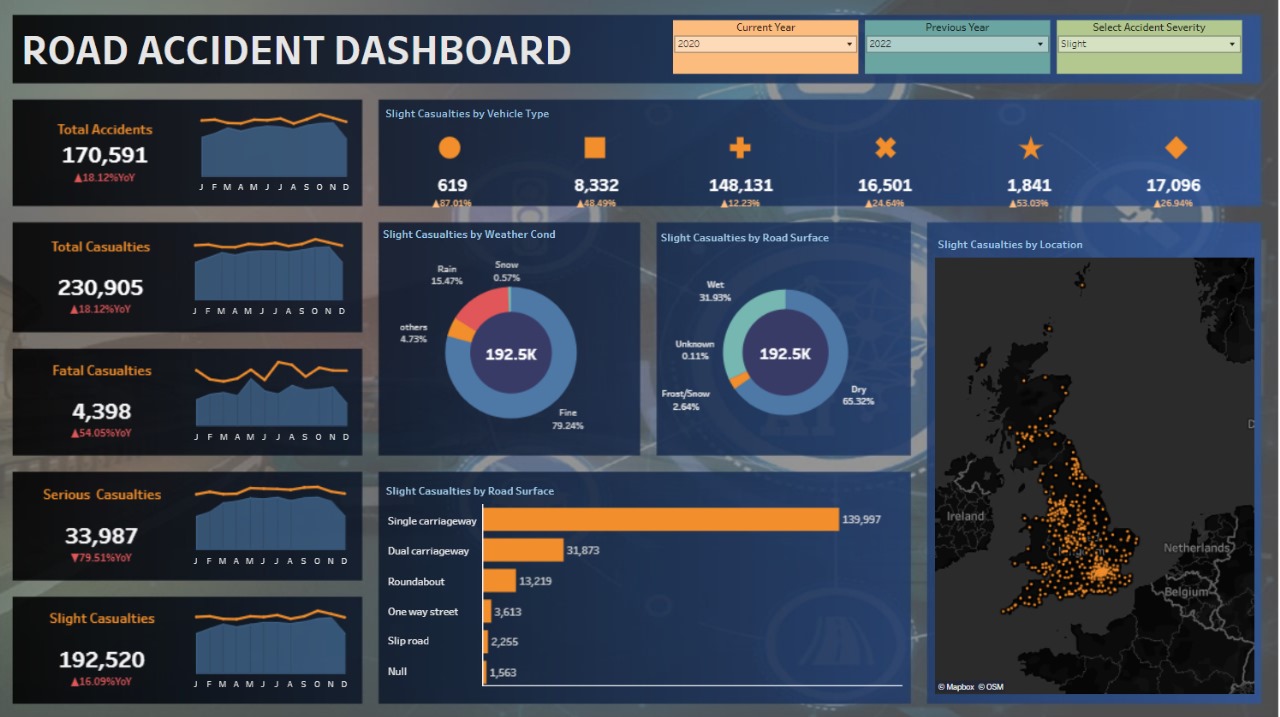 ROAD ACCIDENT DASHBOARD
Current Year
2020
Previous Year
2022
Select Accident Severity
Slight
Total Accidents
170,591
▲18.12%YoY
J F M A M J J A S O N D
Total Casualties
230,905
▲18.12%YoY
J F M A M J J A S O N D
Fatal Casualties
4,398
▲54.05%YoY
J F M A M J J A S O N D
Serious Casualties
33,987
▼79.51%YoY
J F M A M J J A S O N D
Slight Casualties
192,520
▲16.09%YoY
J F M A M J J A S O N D
Slight Casualties by Vehicle Type
619 8,332 148,131 16,501 1,841 17,096
▲87.01% ▲48.49% ▲12.23% ▲24.64% ▲53.03% ▲26.94%
Slight Casualties by Weather Cond
Snow
0.57%
Rain
15.47%
others
4.73%
192.5K
Fine
79.24%
Slight Casualties by Road Surface
Wet
31.93%
Unknown
0.11%
192.5K
Frost/Snow
2.64%
Dry
65.32%
Slight Casualties by Road Surface
Single carriageway 139,997
Dual carriageway 31,873
Roundabout 13,219
One way street 3,613
Slip road 2,255
Null 1,563
Slight Casualties by Location
D
Ireland
Netherlands
Belgium
© Mapbox © OSM